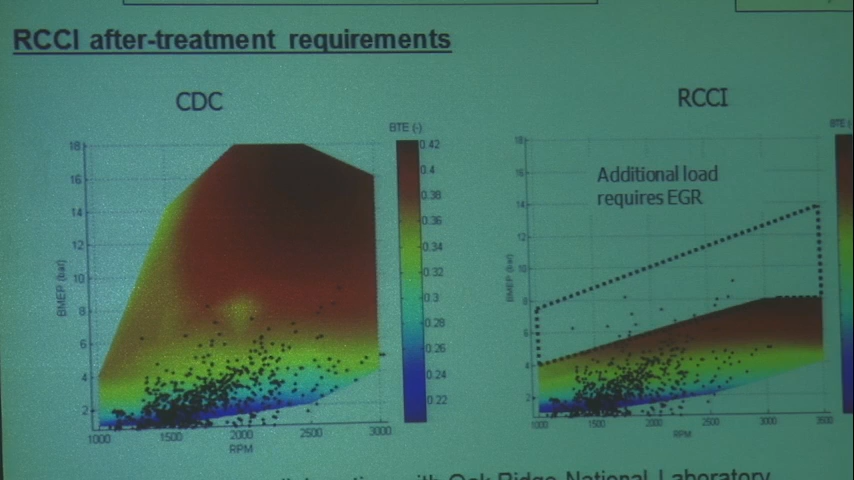 RCCI after-treatment requirements
CDC
RCCI
BTE (-)
Additional load
requires EGR
18
16
14
12
10
8
6
4
2
BMEP (bar)
1000 1500 2000 2500 3000
RPM
0.42
0.4
0.38
0.36
0.34
0.32
0.3
0.28
0.26
0.24
0.22
18
16
14
12
10
8
6
4
2
BMEP (bar)
1000 1500 2000 2500 3000 3500
RPM
BTE (
with Oak Ridge National Laboratory